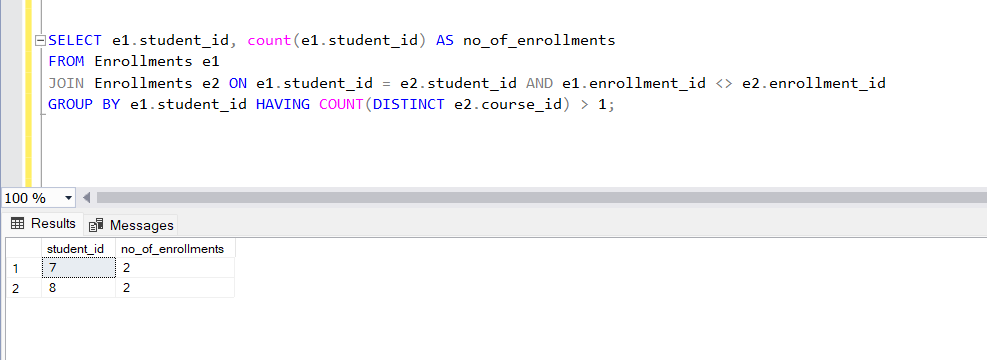 SELECT e1.student_id, count(e1.student_id) AS no_of_enrollments
FROM Enrollments e1
JOIN Enrollments e2 ON e1.student_id = e2.student_id AND e1.enrollment_id <> e2.enrollment_id
GROUP BY e1.student_id HAVING COUNT(DISTINCT e2.course_id) > 1;
100 %
Results Messages
student_id no_of_enrollments
1 7 2
2 8 2